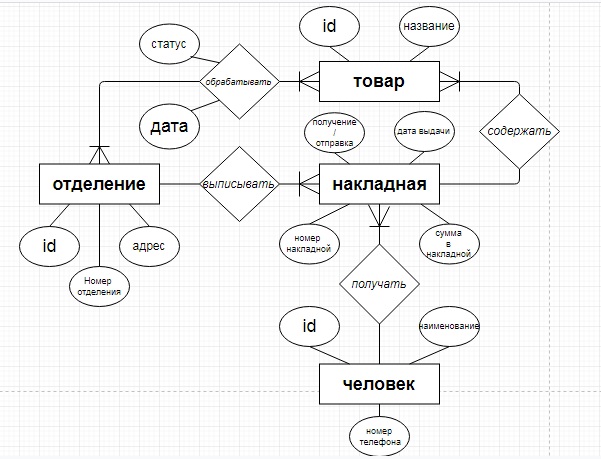 id
название
статус
обрабатывать
товар
дата
получение
/
отправка
дата выдачи
содержать
отделение
выписывать
накладная
id
адрес
номер
накладной
сумма
в
накладной
Номер
отделения
получать
id
наименование
человек
номер
телефона